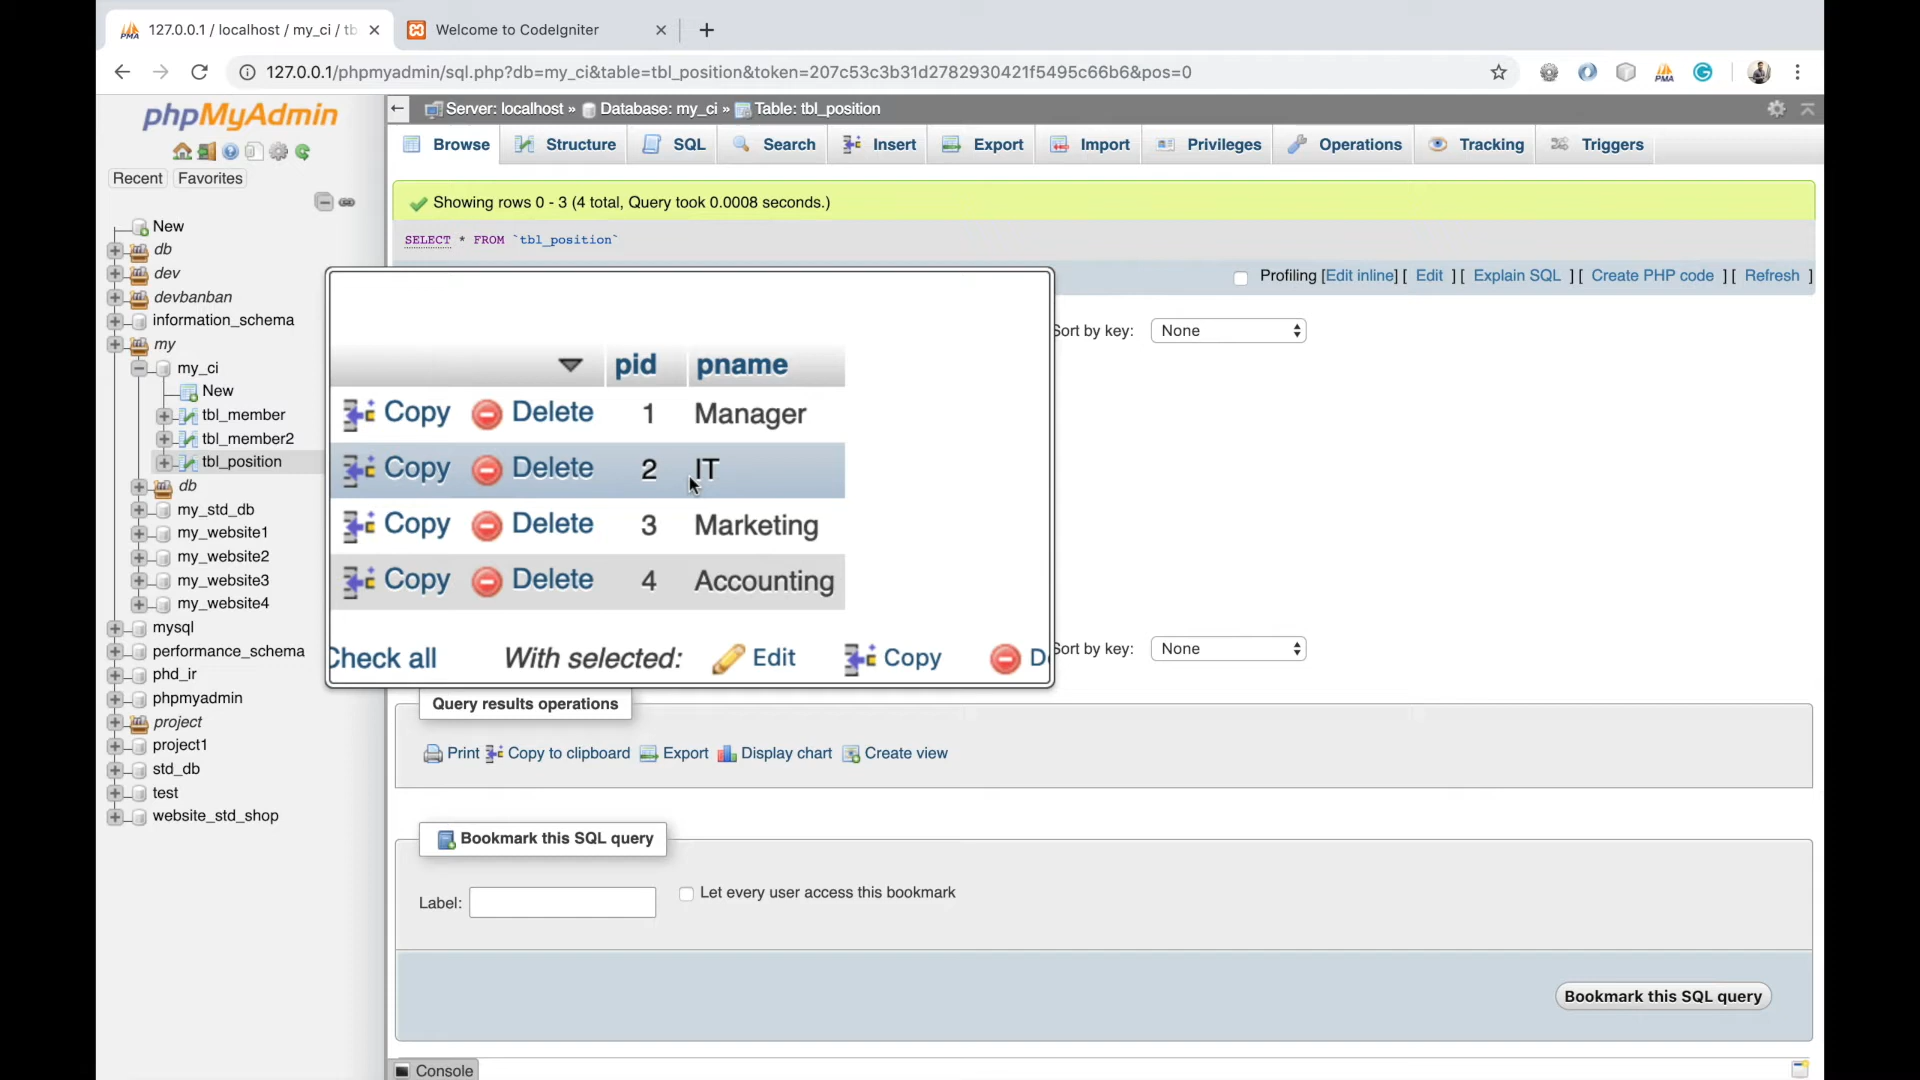 127.0.0.1 / localhost / my_ci / tb
Welcome to CodeIgniter
127.0.0.1/phpmyadmin/sql.php?db=my_ci&table=tbl_position&token=207c53c3b31d2782930421f5495c66b6&pos=0
PMA
phpMyAdmin
Recent Favorites
New
db
dev
devbanban
information_schema
my
my_ci
New
tbl_member
tbl_member2
tbl_position
db
my_std_db
my_website1
my_website2
my_website3
my_website4
mysql
performance_schema
phd_ir
phpmyadmin
project
project1
std_db
test
website_std_shop
Server: localhost » Database: my_ci » Table: tbl_position
Browse Structure SQL Search Insert Export Import Privileges Operations Tracking Triggers
Showing rows 0 - 3 (4 total, Query took 0.0008 seconds.)
SELECT * FROM `tbl_position`
Profiling [Edit inline] [ Edit ] [ Explain SQL ] [ Create PHP code ] [ Refresh ]
Sort by key: None
pid pname
Copy Delete 1 Manager
Copy Delete 2 IT
Copy Delete 3 Marketing
Copy Delete 4 Accounting
Check all With selected: Edit Copy De
Sort by key: None
Query results operations
Print Copy to clipboard Export Display chart Create view
Bookmark this SQL query
Label: Let every user access this bookmark
Bookmark this SQL query
Console